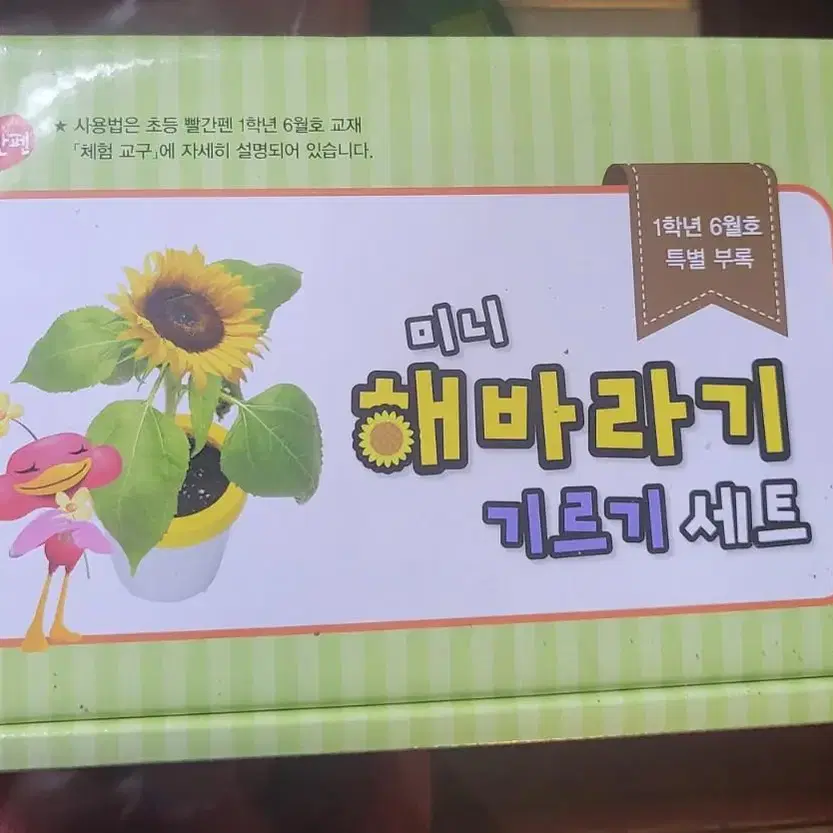 간펜
★ 사용법은 초등 빨간펜 1학년 6월호 교재
「체험 교구」에 자세히 설명되어 있습니다.
1학년 6월호
특별 부록
미니
해바라기
기르기 세트